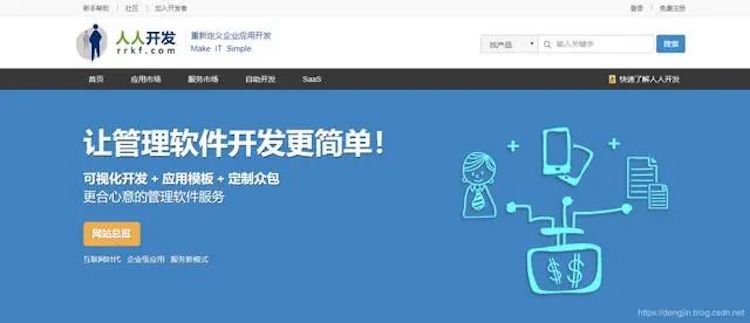 新手帮助 | 社区 | 加入开发者
登录 | 免费注册
人人开发
rrkf.com
重新定义企业应用开发
Make IT Simple
找产品
输入关键字
搜索
首页 应用市场 服务市场 自助开发 SaaS
快速了解人人开发
让管理软件开发更简单!
可视化开发 + 应用模板 + 定制众包
更合心意的管理软件服务
网站总览
互联网时代 企业级应用 服务新模式
$ $
https://dengjin.blog.csdn.net